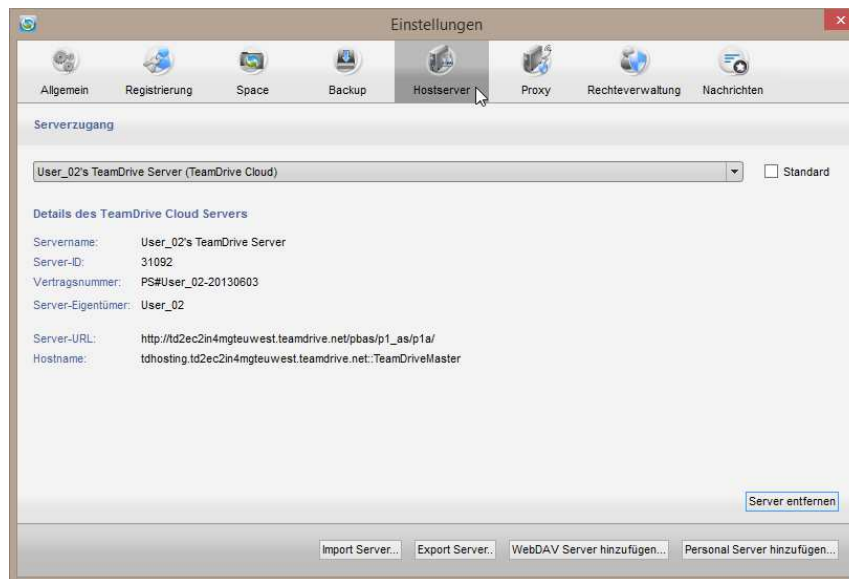 Einstellungen
Allgemein Registrierung Space Backup Hostserver Proxy Rechteverwaltung Nachrichten
Serverzugang
User_02's TeamDrive Server (TeamDrive Cloud) Standard
Details des TeamDrive Cloud Servers
Servername: User_02's TeamDrive Server
Server-ID: 31092
Vertragsnummer: PS#User_02-20130603
Server-Eigentümer: User_02
Server-URL: http://td2ec2in4mgteuwest.teamdrive.net/pbas/p1_as/p1a/
Hostname: tdhosting.td2ec2in4mgteuwest.teamdrive.net::TeamDriveMaster
Server entfernen
Import Server... Export Server.. WebDAV Server hinzufügen... Personal Server hinzufügen...